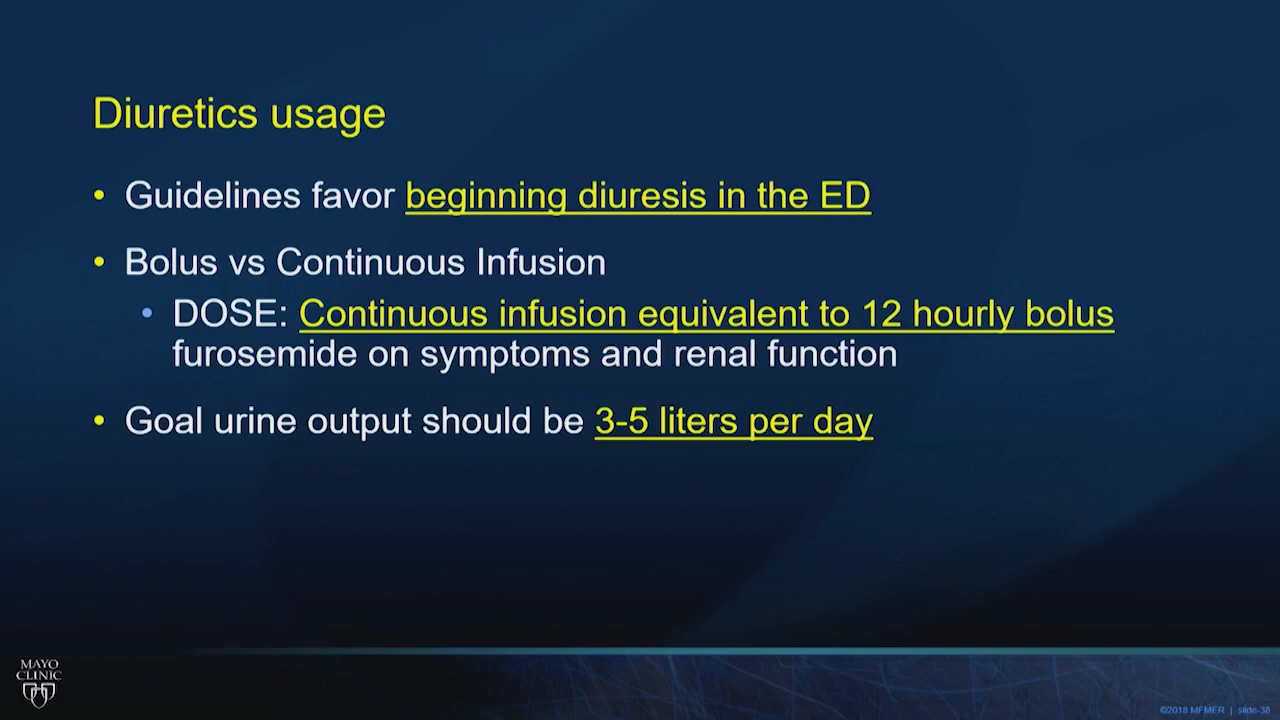 Diuretics usage
• Guidelines favor beginning diuresis in the ED
• Bolus vs Continuous Infusion
• DOSE: Continuous infusion equivalent to 12 hourly bolus
furosemide on symptoms and renal function
• Goal urine output should be 3-5 liters per day
MAYO
CLINIC
©2018 MFMER | slide-38